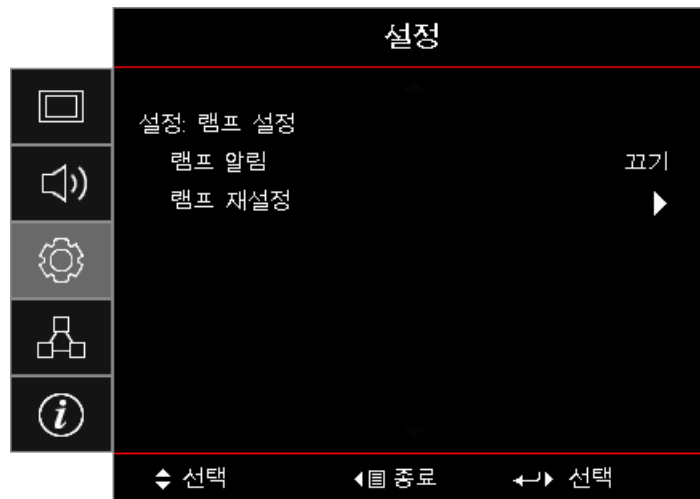 설정
설정: 램프 설정
램프 알림 끄기
램프 재설정
선택 종료 선택